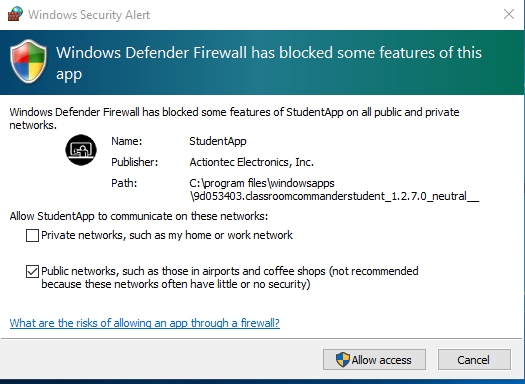 Windows Security Alert
Windows Defender Firewall has blocked some features of this
app
Windows Defender Firewall has blocked some features of StudentApp on all public and private
networks.
Name: StudentApp
Publisher: Actiontec Electronics, Inc.
Path: C:\program files\windowsapps
\9d053403.classroomcommanderstudent_1.2.7.0_neutral__
Allow StudentApp to communicate on these networks:
Private networks, such as my home or work network
Public networks, such as those in airports and coffee shops (not recommended
because these networks often have little or no security)
What are the risks of allowing an app through a firewall?
Allow access Cancel